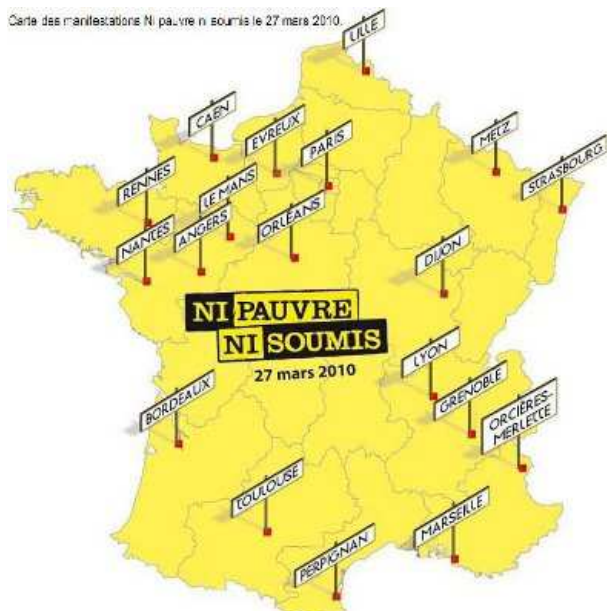 Carte des manifestations Ni pauvre ni soumis le 27 mars 2010.
LILLE
CAEN
EVREUX
PARIS
METZ
STRASBOURG
RENNES
LE MANS
NANTES
ANGERS
ORLÉANS
DIJON
NI PAUVRE
NI SOUMIS
27 mars 2010
LYON
GRENOBLE
BORDEAUX
ORCIÈRES-
MERLETTE
TOULOUSE
MARSEILLE
PERPIGNAN